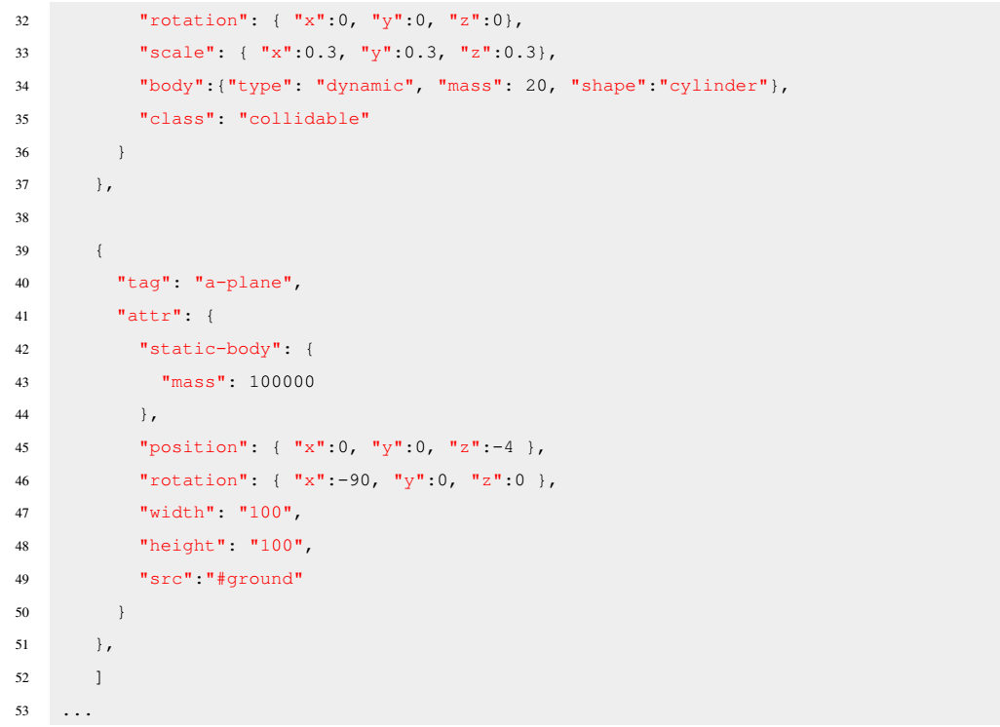 32 "rotation": { "x":0, "y":0, "z":0},
33 "scale": { "x":0.3, "y":0.3, "z":0.3},
34 "body":{"type": "dynamic", "mass": 20, "shape":"cylinder"},
35 "class": "collidable"
36 }
37 },
38
39 {
40 "tag": "a-plane",
41 "attr": {
42 "static-body": {
43 "mass": 100000
44 },
45 "position": { "x":0, "y":0, "z":-4 },
46 "rotation": { "x":-90, "y":0, "z":0 },
47 "width": "100",
48 "height": "100",
49 "src":"#ground"
50 }
51 },
52 ]
53 ...